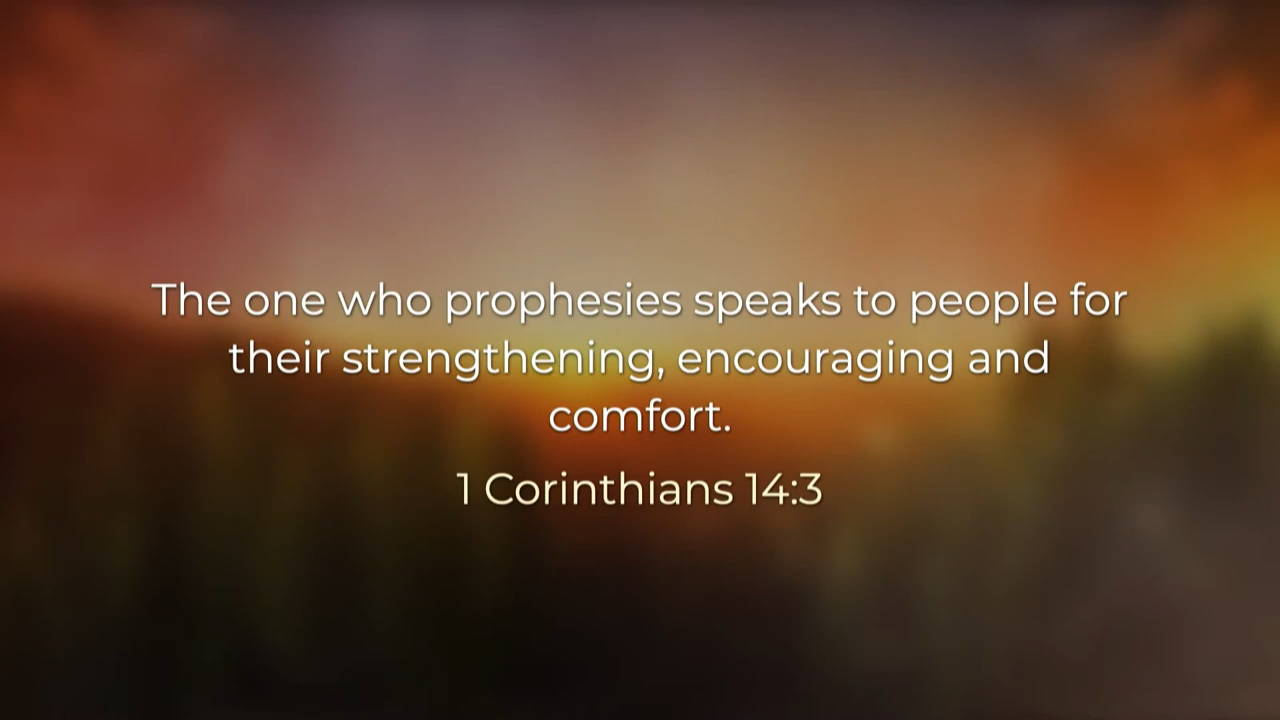 The one who prophesies speaks to people for
their strengthening, encouraging and
comfort.
1 Corinthians 14:3